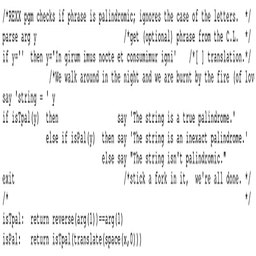 /*REXX pgm checks if phrase is palindromic; ignores the case of the letters. */
parse arg y /*get (optional) phrase from the C.L. */
if y='' then y='In girum imus nocte et consumimur igni' /*[ ] translation.*/
/*We walk around in the night and we are burnt by the fire (of lov
say 'string = ' y
if isTpal(y) then say 'The string is a true palindrome.'
else if isPal(y) then say 'The string is an inexact palindrome.'
else say "The string isn't palindromic."
exit /*stick a fork in it, we're all done. */
/* */
isTpal: return reverse(arg(1))==arg(1)
isPal: return isTpal(translate(space(x,0)))